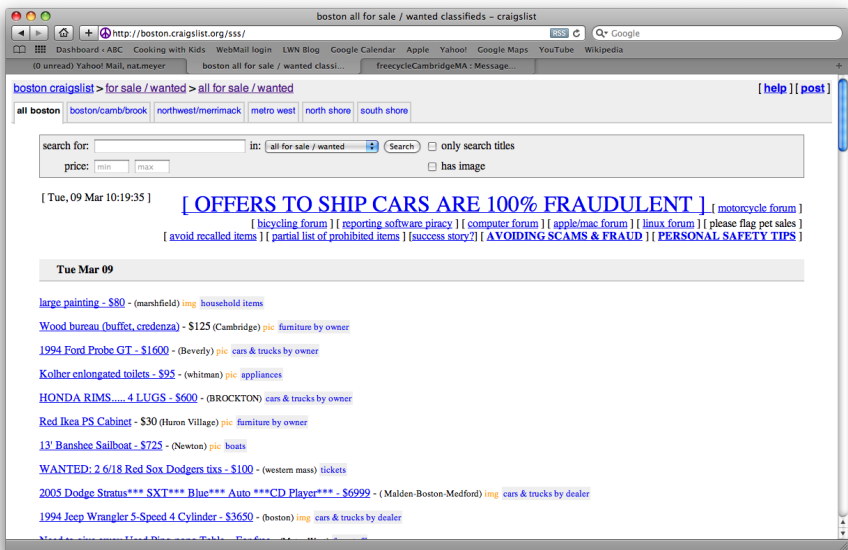 boston all for sale / wanted classifieds – craigslist
http://boston.craigslist.org/sss/ RSS Google
Dashboard ‹ ABC Cooking with Kids WebMail login LWN Blog Google Calendar Apple Yahoo! Google Maps YouTube Wikipedia
(0 unread) Yahoo! Mail, nat.meyer boston all for sale / wanted classi... freecycleCambridgeMA : Message...
boston craigslist > for sale / wanted > all for sale / wanted [ help ] [ post ]
all boston boston/camb/brook northwest/merrimack metro west north shore south shore
search for: in: all for sale / wanted Search only search titles
price: min max has image
[ Tue, 09 Mar 10:19:35 ] [ OFFERS TO SHIP CARS ARE 100% FRAUDULENT ] [ motorcycle forum ]
[ bicycling forum ] [ reporting software piracy ] [ computer forum ] [ apple/mac forum ] [ linux forum ] [ please flag pet sales ]
[ avoid recalled items ] [ partial list of prohibited items ] [success story?] [ AVOIDING SCAMS & FRAUD ] [ PERSONAL SAFETY TIPS ]
Tue Mar 09
large painting - $80 - (marshfield) img household items
Wood bureau (buffet, credenza) - $125 (Cambridge) pic furniture by owner
1994 Ford Probe GT - $1600 - (Beverly) pic cars & trucks by owner
Kolher enlongated toilets - $95 - (whitman) pic appliances
HONDA RIMS..... 4 LUGS - $600 - (BROCKTON) cars & trucks by owner
Red Ikea PS Cabinet - $30 (Huron Village) pic furniture by owner
13' Banshee Sailboat - $725 - (Newton) pic boats
WANTED: 2 6/18 Red Sox Dodgers tixs - $100 - (western mass) tickets
2005 Dodge Stratus*** SXT*** Blue*** Auto ***CD Player*** - $6999 - ( Malden-Boston-Medford) img cars & trucks by dealer
1994 Jeep Wrangler 5-Speed 4 Cylinder - $3650 - (boston) img cars & trucks by dealer